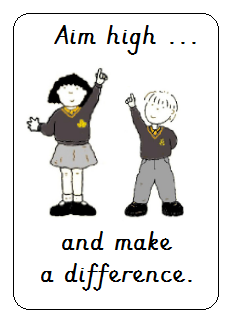 Aim high ...
and make
a difference.